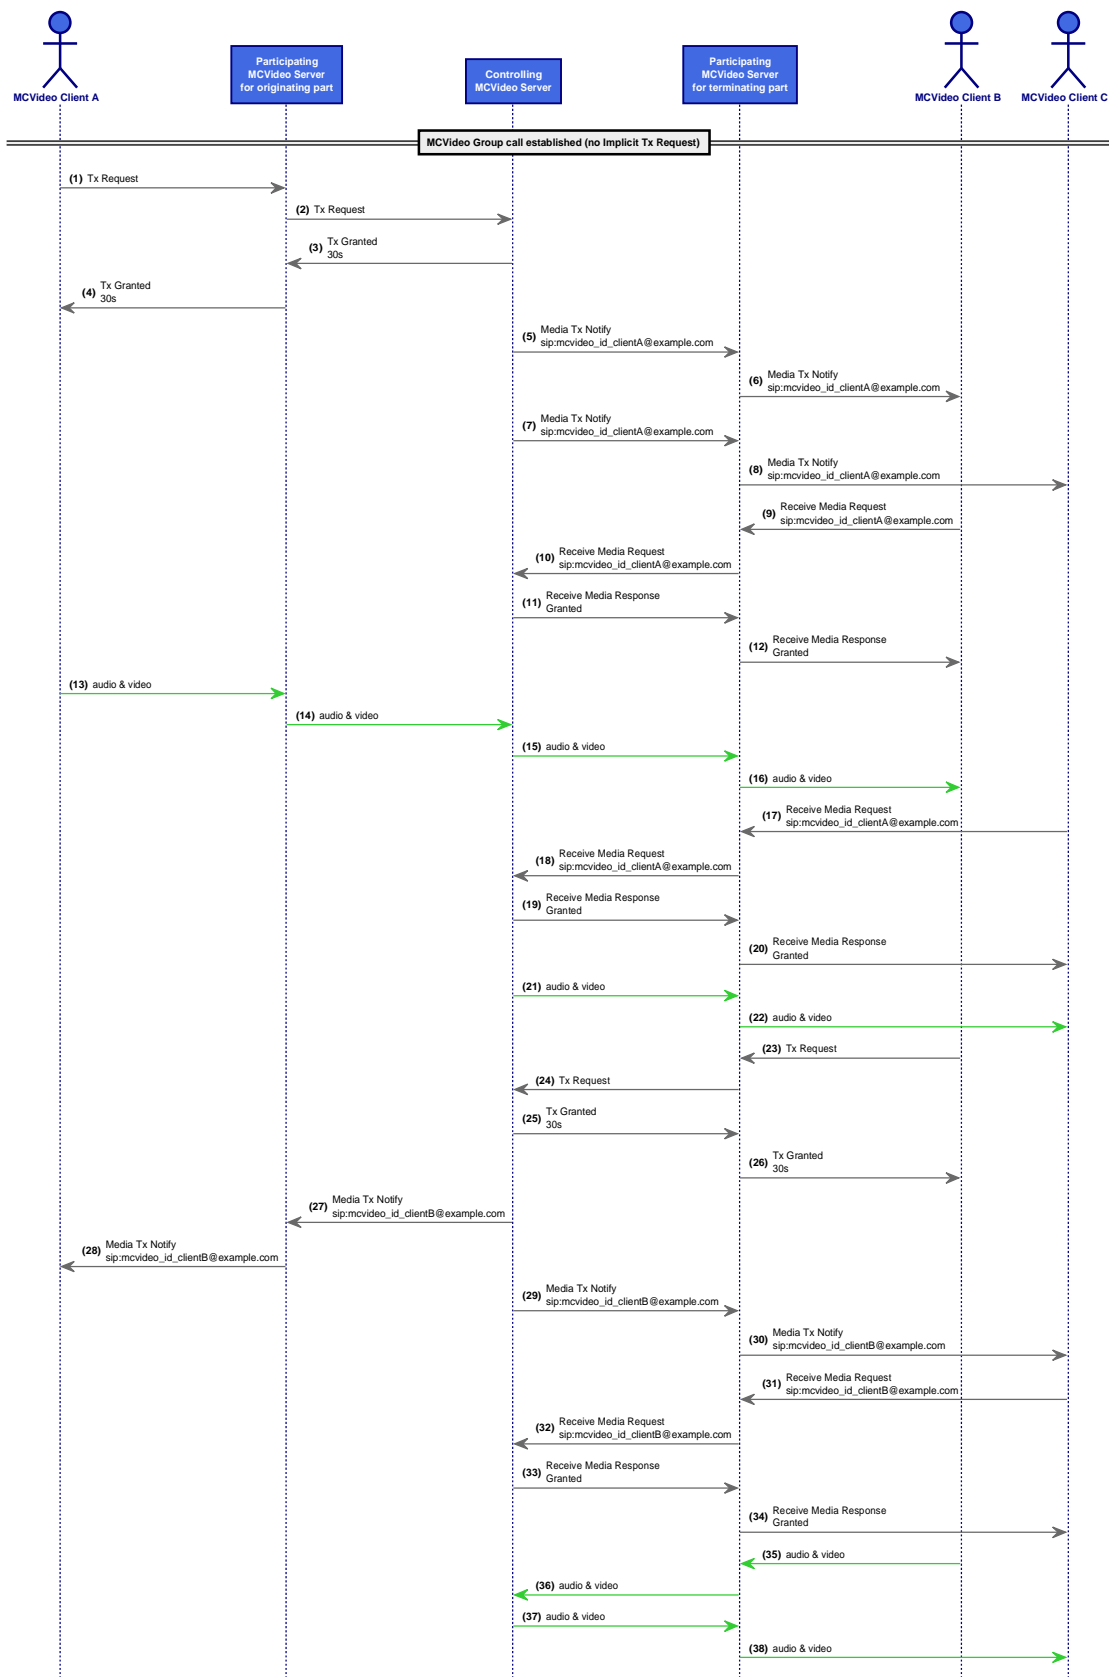 MCVideo Client A
Participating
MCVideo Server
for originating part
Controlling
MCVideo Server
Participating
MCVideo Server
for terminating part
MCVideo Client B
MCVideo Client C
MCVideo Group call established (no Implicit Tx Request)
(1) Tx Request
(2) Tx Request
(3) Tx Granted
30s
(4) Tx Granted
30s
(5) Media Tx Notify
sip:mcvideo_id_clientA@example.com
(6) Media Tx Notify
sip:mcvideo_id_clientA@example.com
(7) Media Tx Notify
sip:mcvideo_id_clientA@example.com
(8) Media Tx Notify
sip:mcvideo_id_clientA@example.com
(9) Receive Media Request
sip:mcvideo_id_clientA@example.com
(10) Receive Media Request
sip:mcvideo_id_clientA@example.com
(11) Receive Media Response
Granted
(12) Receive Media Response
Granted
(13) audio & video
(14) audio & video
(15) audio & video
(16) audio & video
(17) Receive Media Request
sip:mcvideo_id_clientA@example.com
(18) Receive Media Request
sip:mcvideo_id_clientA@example.com
(19) Receive Media Response
Granted
(20) Receive Media Response
Granted
(21) audio & video
(22) audio & video
(23) Tx Request
(24) Tx Request
(25) Tx Granted
30s
(26) Tx Granted
30s
(27) Media Tx Notify
sip:mcvideo_id_clientB@example.com
(28) Media Tx Notify
sip:mcvideo_id_clientB@example.com
(29) Media Tx Notify
sip:mcvideo_id_clientB@example.com
(30) Media Tx Notify
sip:mcvideo_id_clientB@example.com
(31) Receive Media Request
sip:mcvideo_id_clientB@example.com
(32) Receive Media Request
sip:mcvideo_id_clientB@example.com
(33) Receive Media Response
Granted
(34) Receive Media Response
Granted
(35) audio & video
(36) audio & video
(37) audio & video
(38) audio & video